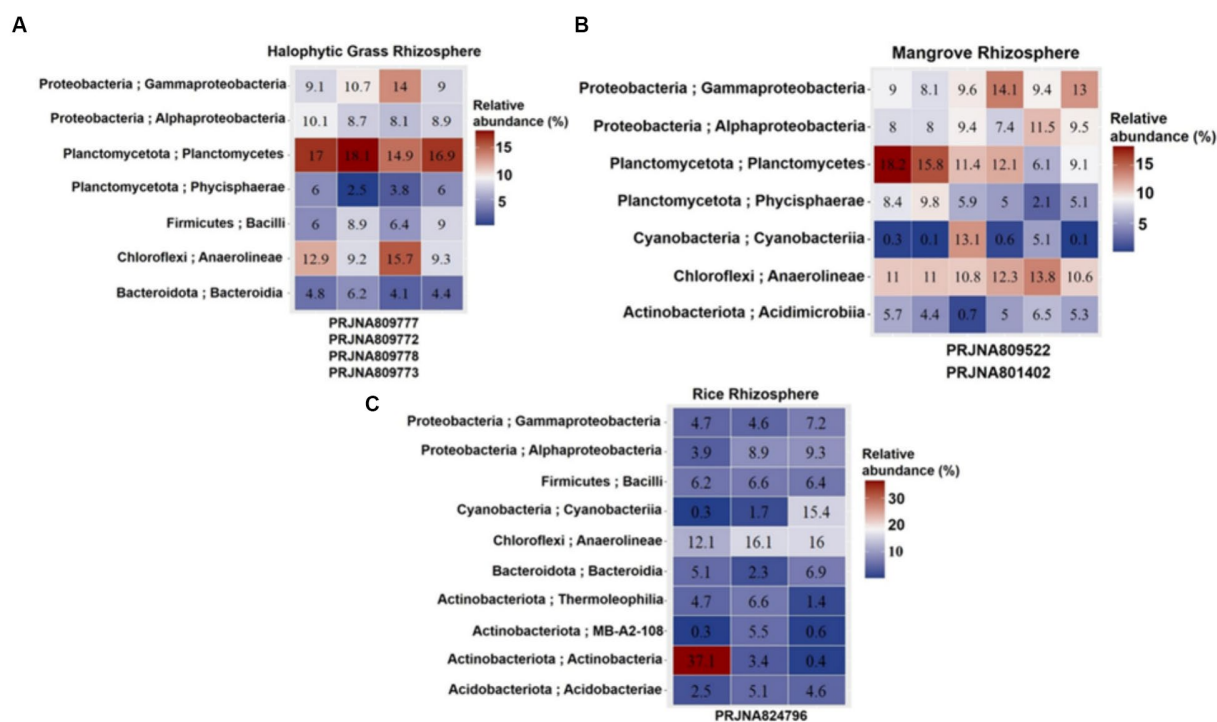 A
Halophytic Grass Rhizosphere
Proteobacteria ; Gammaproteobacteria 9.1 10.7 14 9
Proteobacteria ; Alphaproteobacteria 10.1 8.7 8.1 8.9
Planctomycetota ; Planctomycetes 17 18.1 14.9 16.9
Planctomycetota ; Phycisphaerae 6 2.5 3.8 6
Firmicutes ; Bacilli 6 8.9 6.4 9
Chloroflexi ; Anaerolineae 12.9 9.2 15.7 9.3
Bacteroidota ; Bacteroidia 4.8 6.2 4.1 4.4
PRJNA809777
PRJNA809772
PRJNA809778
PRJNA809773
Relative
abundance (%)
15
10
5
B
Mangrove Rhizosphere
Proteobacteria ; Gammaproteobacteria 9 8.1 9.6 14.1 9.4 13
Proteobacteria ; Alphaproteobacteria 8 8 9.4 7.4 11.5 9.5
Planctomycetota ; Planctomycetes 18.2 15.8 11.4 12.1 6.1 9.1
Planctomycetota ; Phycisphaerae 8.4 9.8 5.9 5 2.1 5.1
Cyanobacteria ; Cyanobacteriia 0.3 0.1 13.1 0.6 5.1 0.1
Chloroflexi ; Anaerolineae 11 11 10.8 12.3 13.8 10.6
Actinobacteriota ; Acidimicrobiia 5.7 4.4 0.7 5 6.5 5.3
PRJNA809522
PRJNA801402
Relative
abundance (%)
15
10
5
C
Rice Rhizosphere
Proteobacteria ; Gammaproteobacteria 4.7 4.6 7.2
Proteobacteria ; Alphaproteobacteria 3.9 8.9 9.3
Firmicutes ; Bacilli 6.2 6.6 6.4
Cyanobacteria ; Cyanobacteriia 0.3 1.7 15.4
Chloroflexi ; Anaerolineae 12.1 16.1 16
Bacteroidota ; Bacteroidia 5.1 2.3 6.9
Actinobacteriota ; Thermoleophilia 4.7 6.6 1.4
Actinobacteriota ; MB-A2-108 0.3 5.5 0.6
Actinobacteriota ; Actinobacteria 37.1 3.4 0.4
Acidobacteriota ; Acidobacteriae 2.5 5.1 4.6
PRJNA824796
Relative
abundance (%)
30
20
10